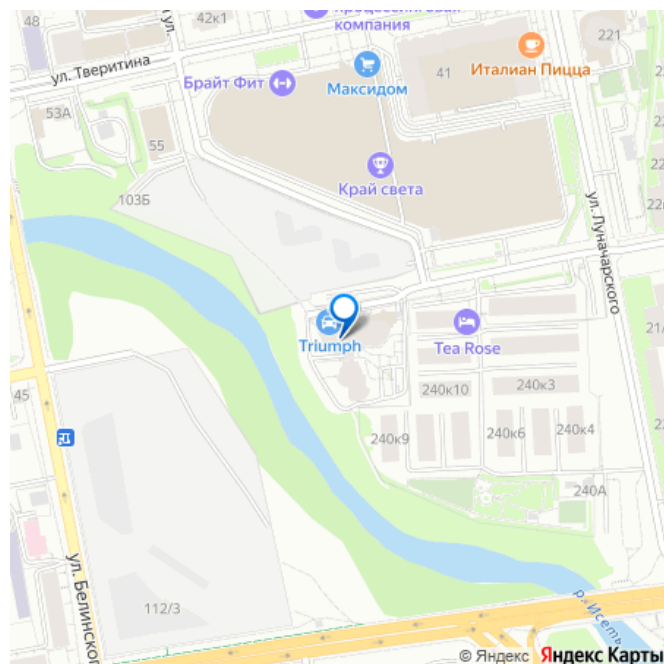 48
42к1
компания
221
ул. Тверитина
Брайт Фит
Максидом
41
Италиан Пицца
53А
55
Край света
103Б
ул. Луначарского
Triumph
Tea Rose
45
240к10
240к3
240к9
240к6
240к4
240А
ул. Белинского
112/3
р. Исеть
© Яндекс Яндекс Карты